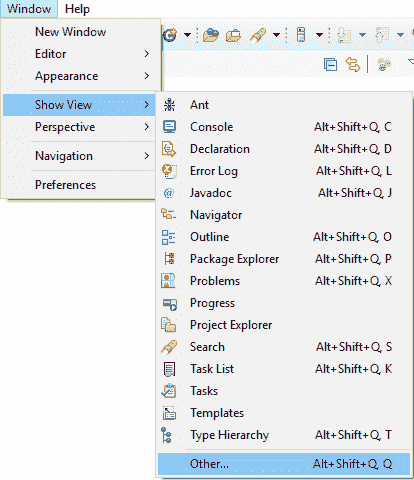 Window Help
New Window
Editor
Appearance
Show View
Perspective
Navigation
Preferences
Ant
Console Alt+Shift+Q, C
Declaration Alt+Shift+Q, D
Error Log Alt+Shift+Q, L
Javadoc Alt+Shift+Q, J
Navigator
Outline Alt+Shift+Q, O
Package Explorer Alt+Shift+Q, P
Problems Alt+Shift+Q, X
Progress
Project Explorer
Search Alt+Shift+Q, S
Task List Alt+Shift+Q, K
Tasks
Templates
Type Hierarchy Alt+Shift+Q, T
Other... Alt+Shift+Q, Q